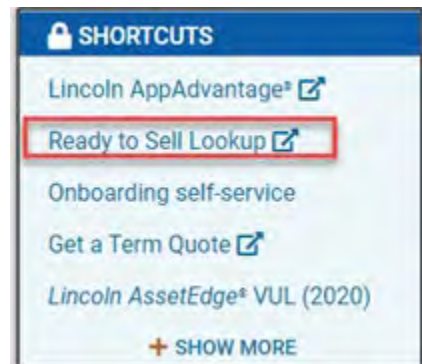 SHORTCUTS
Lincoln AppAdvantage®
Ready to Sell Lookup
Onboarding self-service
Get a Term Quote
Lincoln AssetEdge® VUL (2020)
+ SHOW MORE